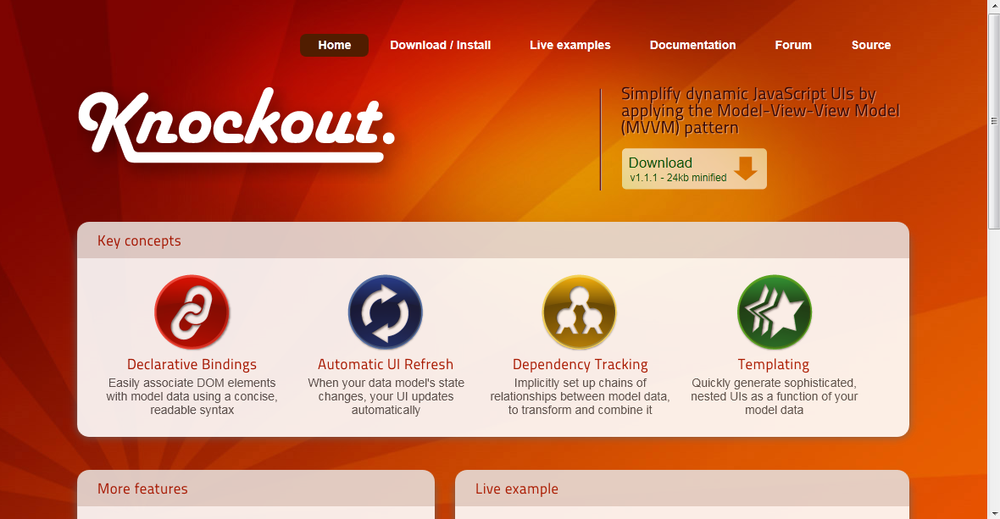 Home
Download / Install
Live examples
Documentation
Forum
Source
Knockout.
Simplify dynamic JavaScript UIs by
applying the Model-View-View Model
(MVVM) pattern
Download
v1.1.1 - 24kb minified
Key concepts
Declarative Bindings
Easily associate DOM elements
with model data using a concise,
readable syntax
Automatic UI Refresh
When your data model's state
changes, your UI updates
automatically
Dependency Tracking
Implicitly set up chains of
relationships between model data,
to transform and combine it
Templating
Quickly generate sophisticated,
nested UIs as a function of your
model data
More features
Live example